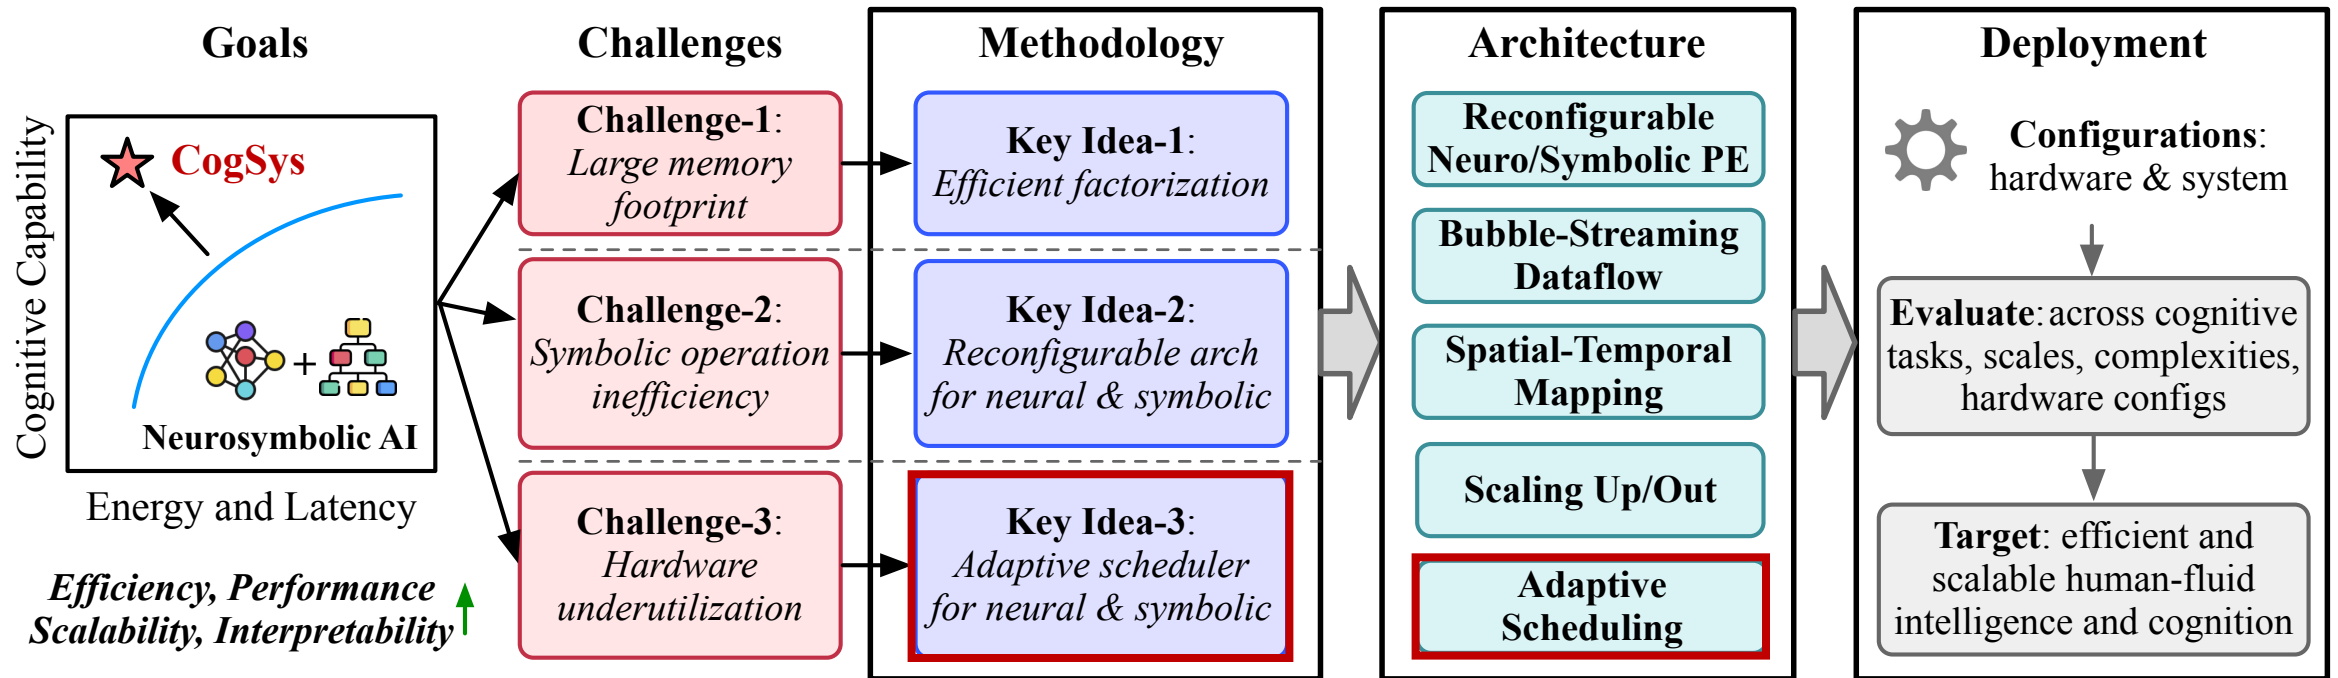 Goals
Cognitive Capability
CogSys
+
Neurosymbolic AI
Energy and Latency
Efficiency, Performance
Scalability, Interpretability
Challenges
Challenge-1:
Large memory
footprint
Challenge-2:
Symbolic operation
inefficiency
Challenge-3:
Hardware
underutilization
Methodology
Key Idea-1:
Efficient factorization
Key Idea-2:
Reconfigurable arch
for neural & symbolic
Key Idea-3:
Adaptive scheduler
for neural & symbolic
Architecture
Reconfigurable
Neuro/Symbolic PE
Bubble-Streaming
Dataflow
Spatial-Temporal
Mapping
Scaling Up/Out
Adaptive
Scheduling
Deployment
Configurations:
hardware & system
Evaluate: across cognitive
tasks, scales, complexities,
hardware configs
Target: efficient and
scalable human-fluid
intelligence and cognition